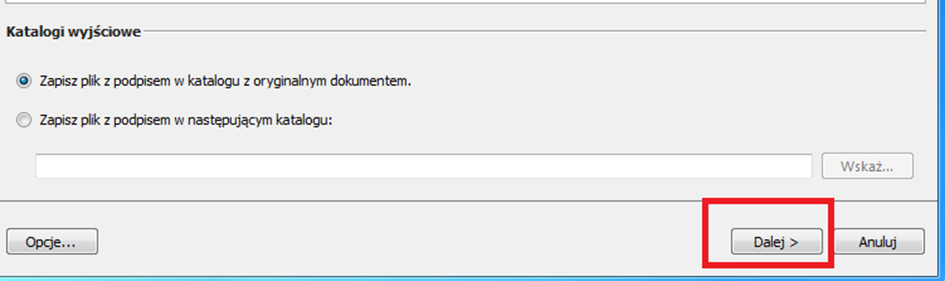 Katalogi wyjściowe
Zapisz plik z podpisem w katalogu z oryginalnym dokumentem.
Zapisz plik z podpisem w następującym katalogu:
Wskaż...
Opcje...
Dalej >
Anuluj